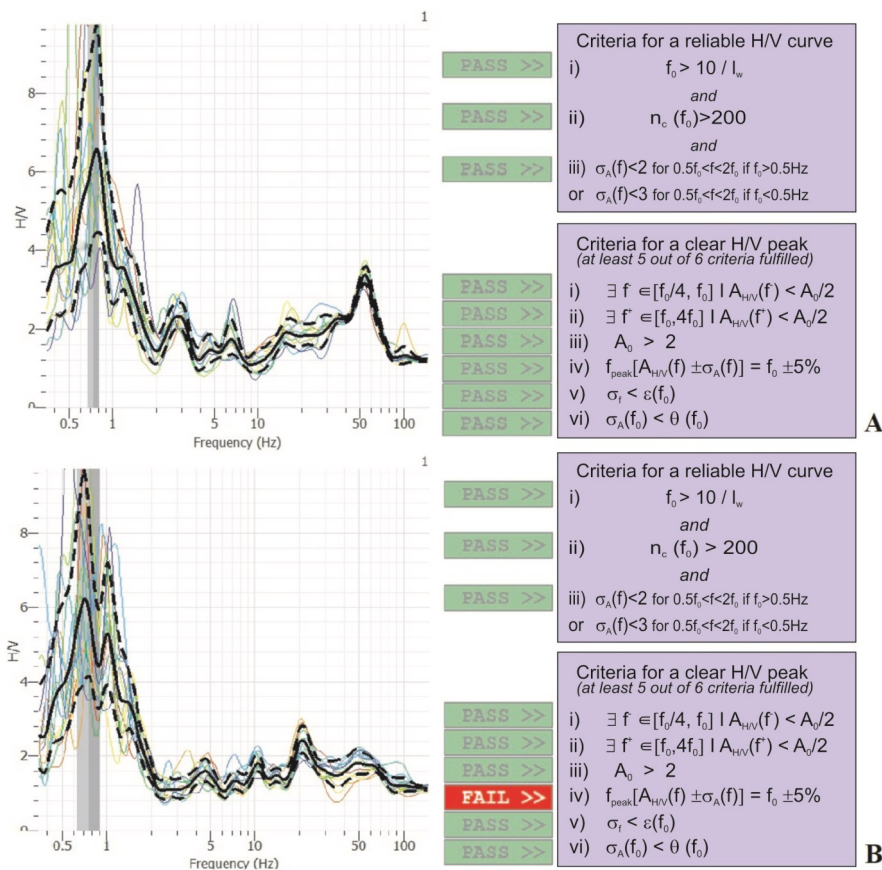 1
8
6
4
2
0
H/V
0.5 1 5 10 50 100
Frequency (Hz)
PASS >>
PASS >>
PASS >>
Criteria for a reliable H/V curve
i) f₀ > 10 / l_w
and
ii) n_c (f₀)>200
and
iii) σ_A(f)<2 for 0.5f₀<f<2f₀ if f₀>0.5Hz
or σ_A(f)<3 for 0.5f₀<f<2f₀ if f₀<0.5Hz
PASS >>
PASS >>
PASS >>
PASS >>
PASS >>
PASS >>
Criteria for a clear H/V peak
(at least 5 out of 6 criteria fulfilled)
i) ∃ f⁻ ∈[f₀/4, f₀] I A_H/V(f⁻) < A₀/2
ii) ∃ f⁺ ∈[f₀,4f₀] I A_H/V(f⁺) < A₀/2
iii) A₀ > 2
iv) f_peak[A_H/V(f) ±σ_A(f)] = f₀ ±5%
v) σ_f < ε(f₀)
vi) σ_A(f₀) < θ (f₀)
A
1
8
6
4
2
0
H/V
0.5 1 5 10 50 100
Frequency (Hz)
PASS >>
PASS >>
PASS >>
Criteria for a reliable H/V curve
i) f₀ > 10 / l_w
and
ii) n_c (f₀) > 200
and
iii) σ_A(f)<2 for 0.5f₀<f<2f₀ if f₀>0.5Hz
or σ_A(f)<3 for 0.5f₀<f<2f₀ if f₀<0.5Hz
PASS >>
PASS >>
PASS >>
FAIL >>
PASS >>
PASS >>
Criteria for a clear H/V peak
(at least 5 out of 6 criteria fulfilled)
i) ∃ f⁻ ∈[f₀/4, f₀] I A_H/V(f⁻) < A₀/2
ii) ∃ f⁺ ∈[f₀,4f₀] I A_H/V(f⁺) < A₀/2
iii) A₀ > 2
iv) f_peak[A_H/V(f) ±σ_A(f)] = f₀ ±5%
v) σ_f < ε(f₀)
vi) σ_A(f₀) < θ (f₀)
B